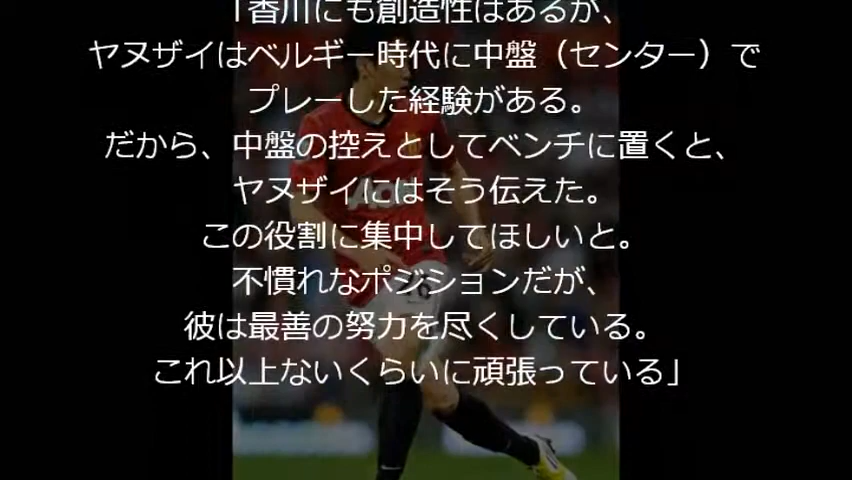 「香川にも創造性はあるが、
ヤヌザイはベルギー時代に中盤（センター）で
プレーした経験がある。
だから、中盤の控えとしてベンチに置くと、
ヤヌザイにはそう伝えた。
この役割に集中してほしいと。
不慣れなポジションだが、
彼は最善の努力を尽くしている。
これ以上ないくらいに頑張っている」
AON
26